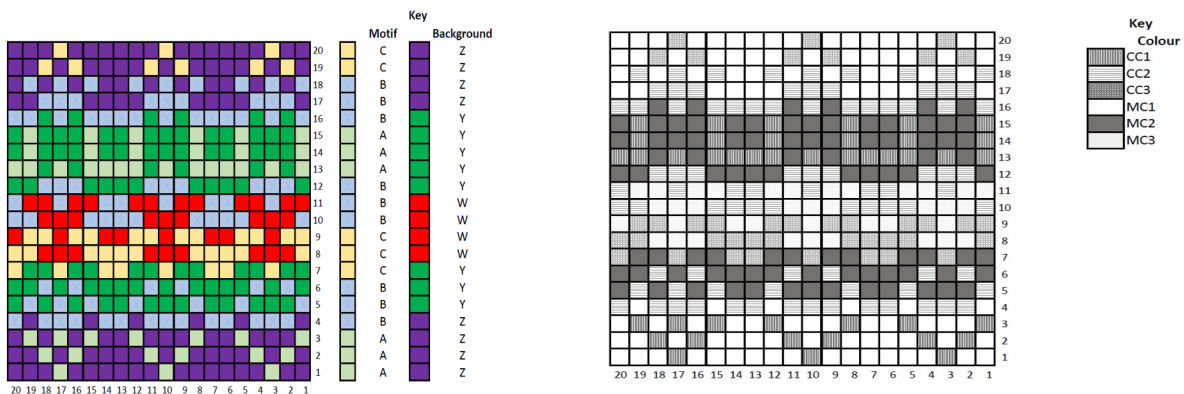 Key
Motif Background
20 C Z
19 C Z
18 B Z
17 B Z
16 B Y
15 A Y
14 A Y
13 A Y
12 B Y
11 B W
10 B W
9 C W
8 C W
7 C Y
6 B Y
5 B Y
4 B Z
3 A Z
2 A Z
1 A Z
20 19 18 17 16 15 14 13 12 11 10 9 8 7 6 5 4 3 2 1
Key
Colour
CC1
CC2
CC3
MC1
MC2
MC3
20
19
18
17
16
15
14
13
12
11
10
9
8
7
6
5
4
3
2
1
20 19 18 17 16 15 14 13 12 11 10 9 8 7 6 5 4 3 2 1